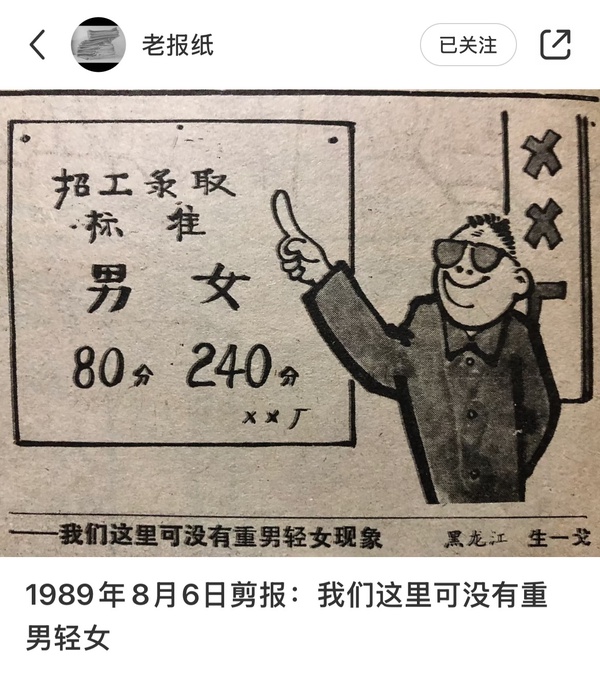 老报纸
已关注
招工录取
标准
男 女
80分 240分
××厂
××厂
——我们这里可没有重男轻女现象
黑龙江 生一戈
1989年8月6日剪报：我们这里可没有重
男轻女